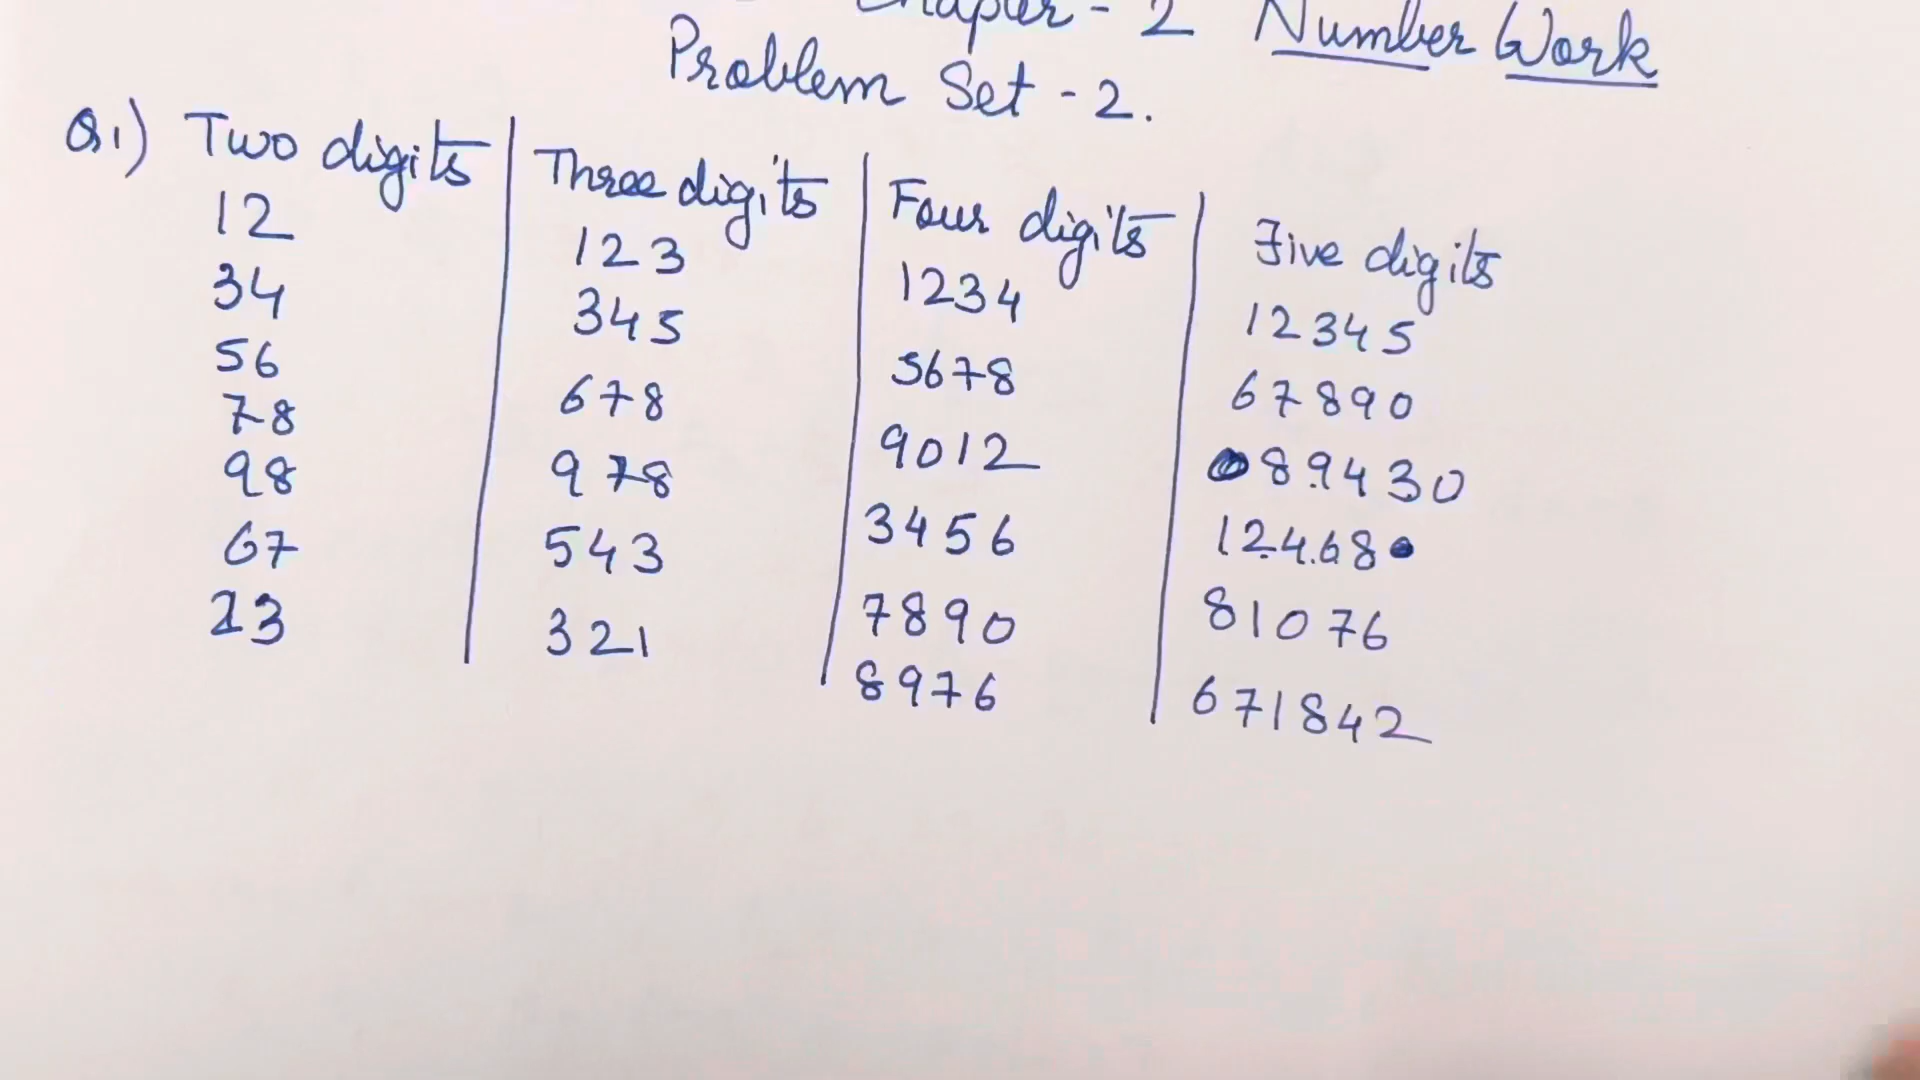 Chapter - 2 Number Work
Problem Set - 2.
Q1) Two digits | Three digits | Four digits | Five digits
12 | 123 | 1234 | 12345
34 | 345 | 5678 | 67890
56 | 678 | 9012 | 89430
78 | 978 | 3456 | 12468
98 | 543 | 7890 | 81076
67 | 321 | 8976 | 671842
23